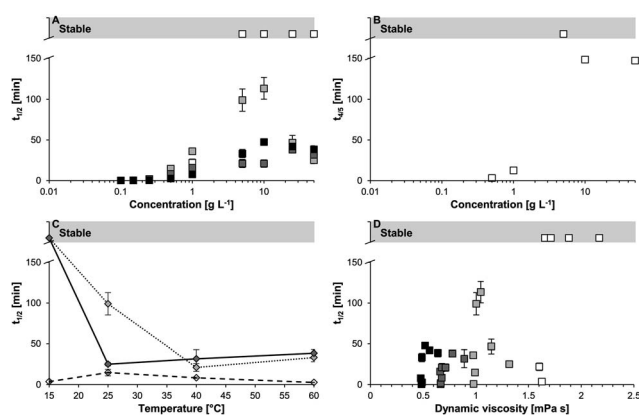 A
Stable
150
100
50
0
t1/2 [min]
0.01 0.1 1 10
Concentration [g L-1]
B
Stable
150
100
50
0
t4/5 [min]
0.01 0.1 1 10
Concentration [g L-1]
C
Stable
150
100
50
0
t1/2 [min]
15 20 25 30 35 40 45 50 55 60
Temperature [°C]
D
Stable
150
100
50
0
t1/2 [min]
0 0.5 1 1.5 2 2.5
Dynamic viscosity [mPa s]